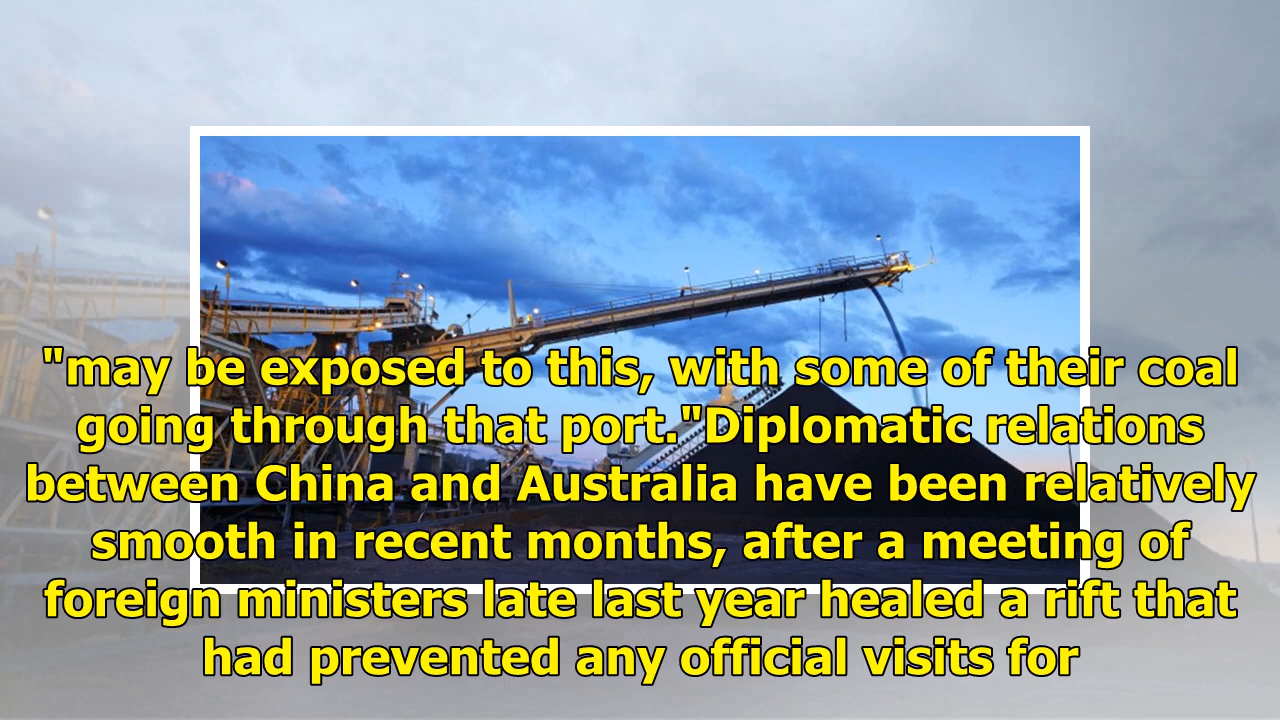 "may be exposed to this, with some of their coal
going through that port."Diplomatic relations
between China and Australia have been relatively
smooth in recent months, after a meeting of
foreign ministers late last year healed a rift that
had prevented any official visits for